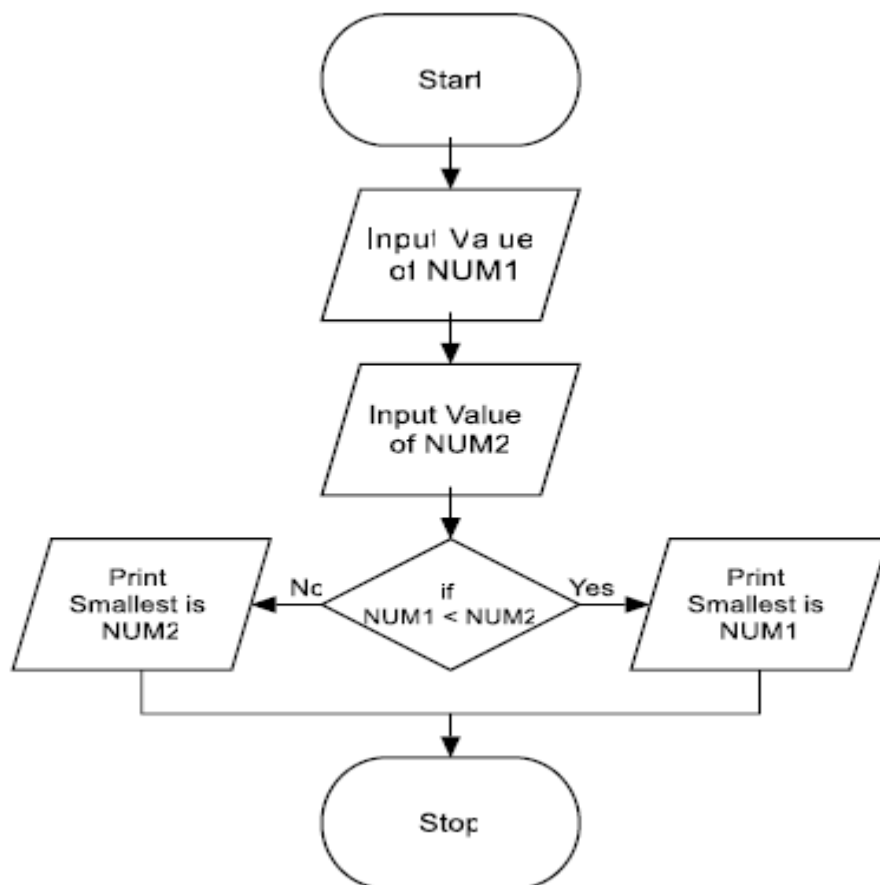 Start
Input Value
of NUM1
Input Value
of NUM2
No
if
NUM1 < NUM2
Yes
Print
Smallest is
NUM2
Print
Smallest is
NUM1
Stop